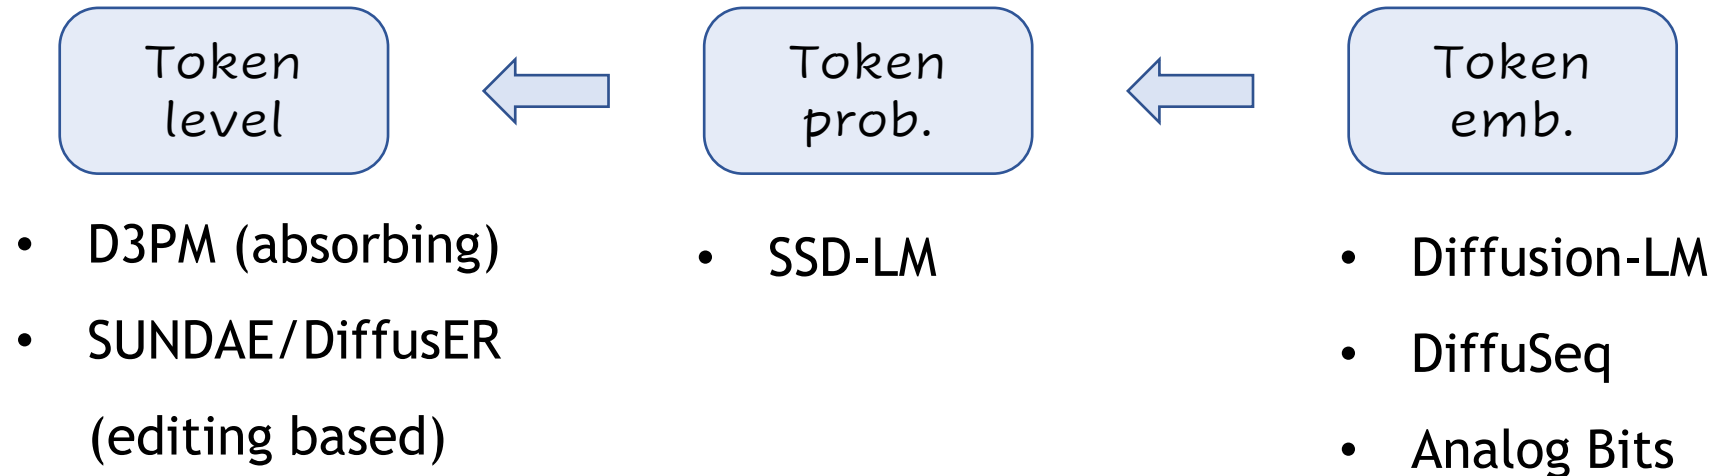 Token
level
Token
prob.
Token
emb.
• D3PM (absorbing)
• SUNDAE/DiffusER
(editing based)
• SSD-LM
• Diffusion-LM
• DiffuSeq
• Analog Bits